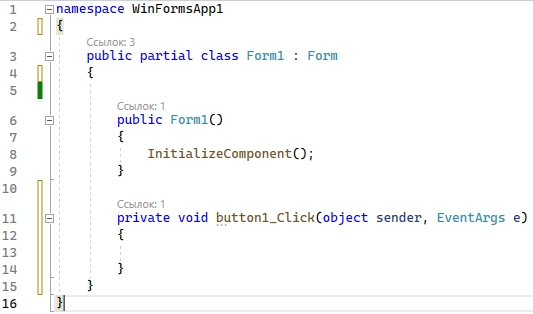 1 namespace WinFormsApp1
2 {
Ссылок: 3
3 public partial class Form1 : Form
4 {
5
Ссылок: 1
6 public Form1()
7 {
8 InitializeComponent();
9 }
10
Ссылок: 1
11 private void button1_Click(object sender, EventArgs e)
12 {
13
14 }
15 }
16 }